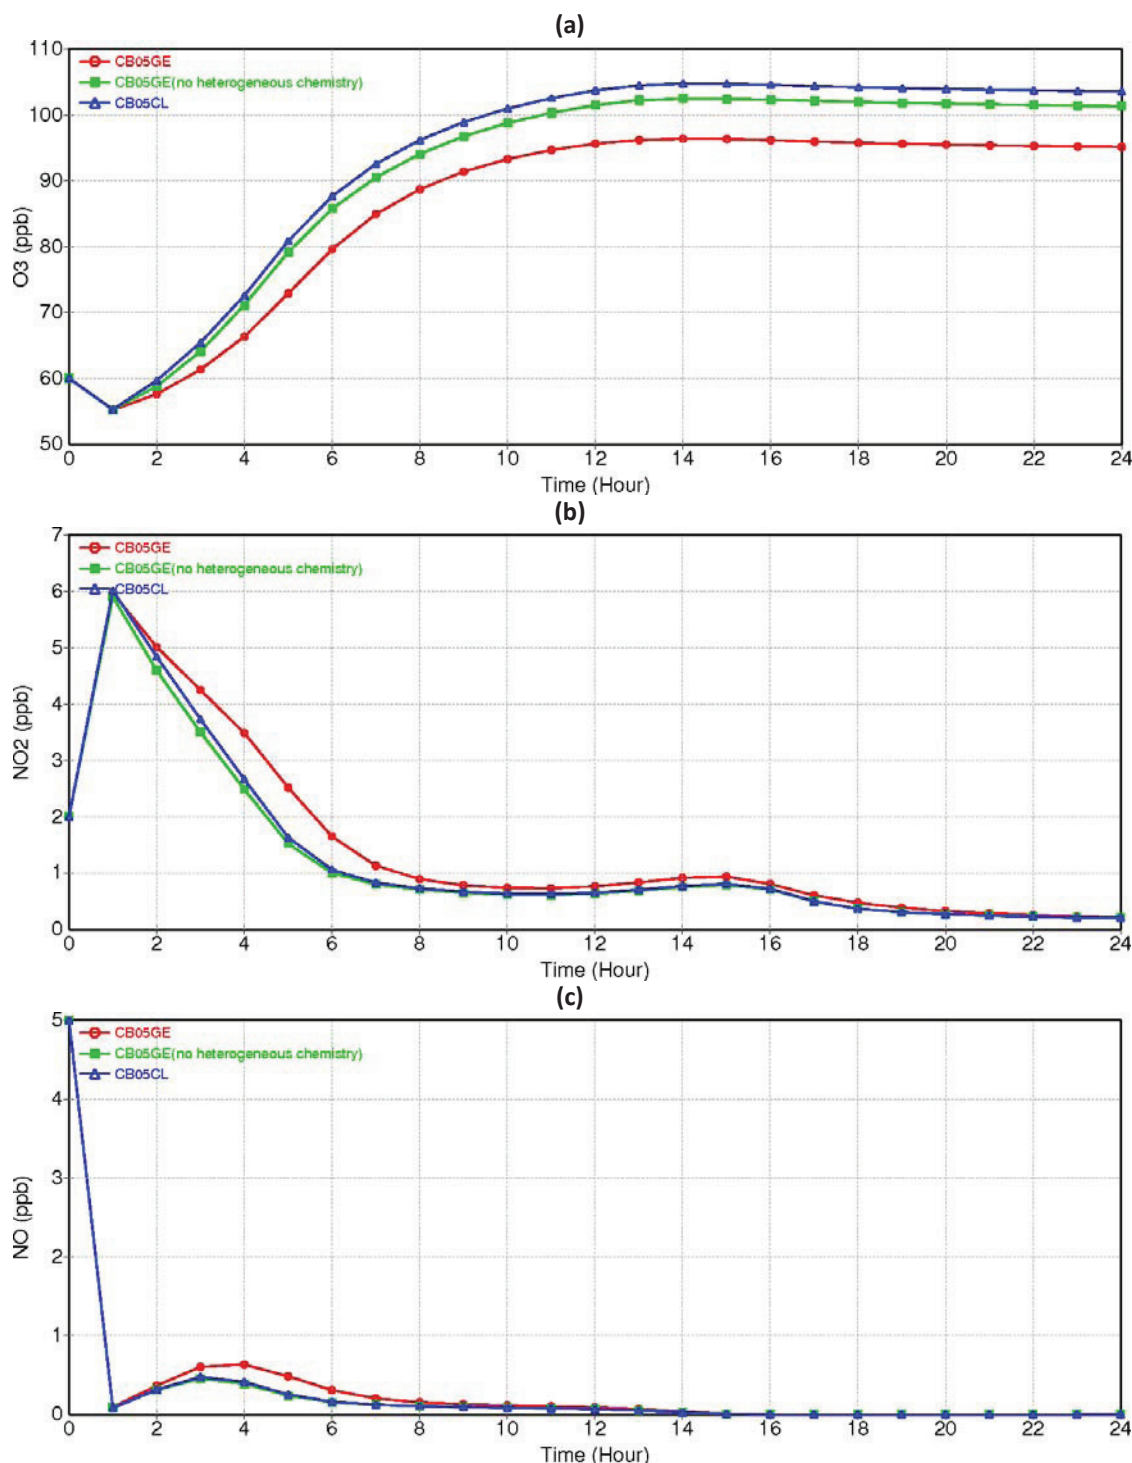 (a)
110
CB05GE
CB05GE(no heterogeneous chemistry)
CB05CL
100
90
80
70
60
50
O3 (ppb)
0 2 4 6 8 10 12 14 16 18 20 22 24
Time (Hour)
(b)
7
CB05GE
CB05GE(no heterogeneous chemistry)
CB05CL
6
5
4
3
2
1
0
NO2 (ppb)
0 2 4 6 8 10 12 14 16 18 20 22 24
Time (Hour)
(c)
5
CB05GE
CB05GE(no heterogeneous chemistry)
CB05CL
4
3
2
1
0
NO (ppb)
0 2 4 6 8 10 12 14 16 18 20 22 24
Time (Hour)